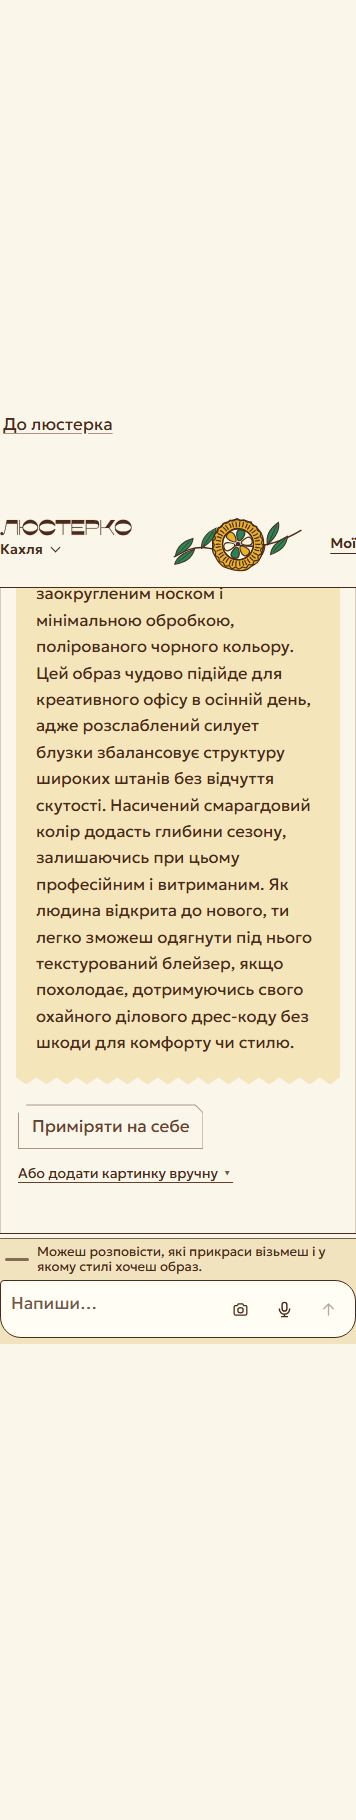 До люстерка
ЛЮСТЕРКО
Кахля
Мої
заокругленим носком і
мінімальною обробкою,
полірованого чорного кольору.
Цей образ чудово підійде для
креативного офісу в осінній день,
адже розслаблений силует
блузки збалансовує структуру
широких штанів без відчуття
скутості. Насичений смарагдовий
колір додасть глибини сезону,
залишаючись при цьому
професійним і витриманим. Як
людина відкрита до нового, ти
легко зможеш одягнути під нього
текстурований блейзер, якщо
похолодає, дотримуючись свого
охайного ділового дрес-коду без
шкоди для комфорту чи стилю.
Приміряти на себе
Або додати картинку вручну
Можеш розповісти, які прикраси візьмеш і у
якому стилі хочеш образ.
Напиши...